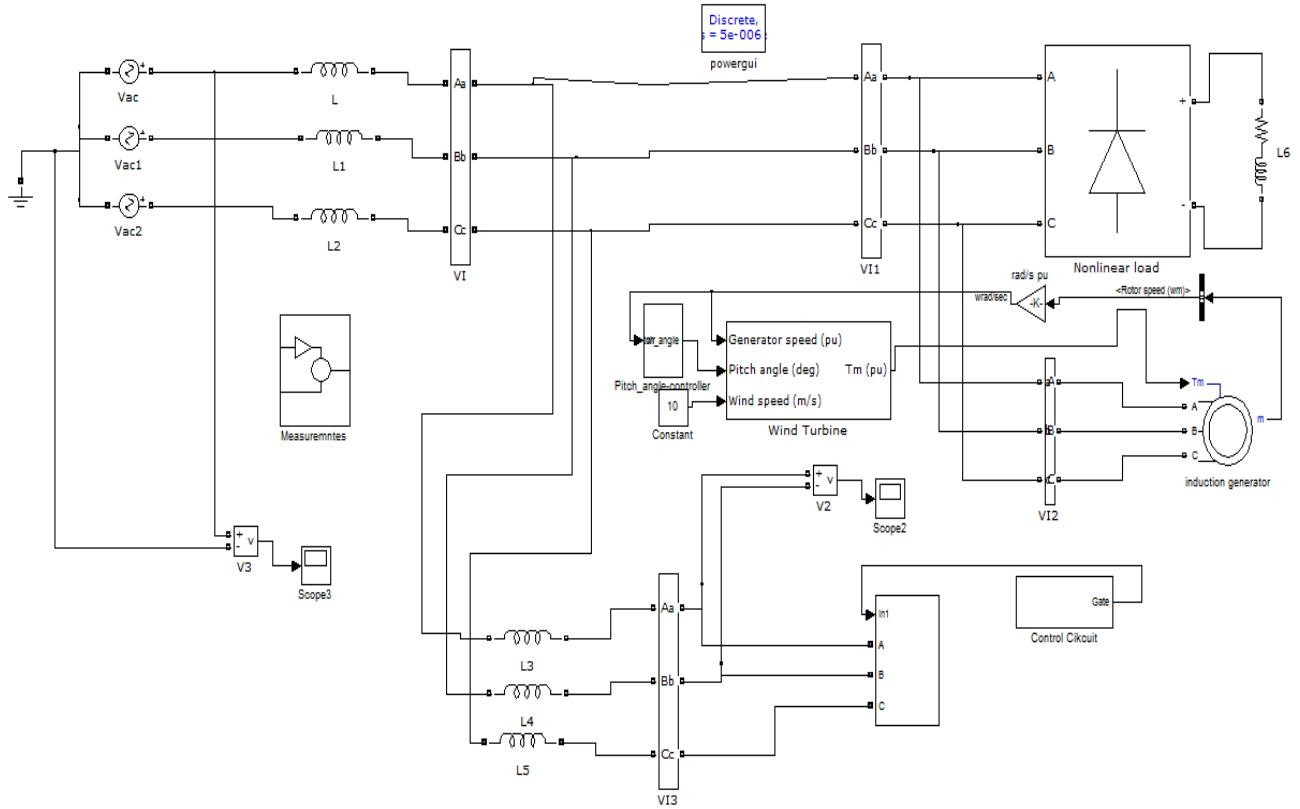 Discrete,
s = 5e-006
powergui
Vac
L
Aa
Aa
A
+
Vac1
L1
Bb
Bb
B
L6
Vac2
L2
Cc
Cc
C
-
VI
VI1
Nonlinear load
rad/s pu
wrad/sec
-K-
<Rotor speed (wm)>
Generator speed (pu)
Pitch angle (deg)
Tm (pu)
Wind speed (m/s)
Wind Turbine
Pitch_angle-controller
10
Constant
Measuremntes
A
B
C
VI2
Tm
A
B
C
m
induction generator
+
-
v
V2
Scope2
+
-
v
V3
Scope3
Aa
Bb
Cc
VI3
L3
L4
L5
In1
A
B
C
Gate
Control Cikouit